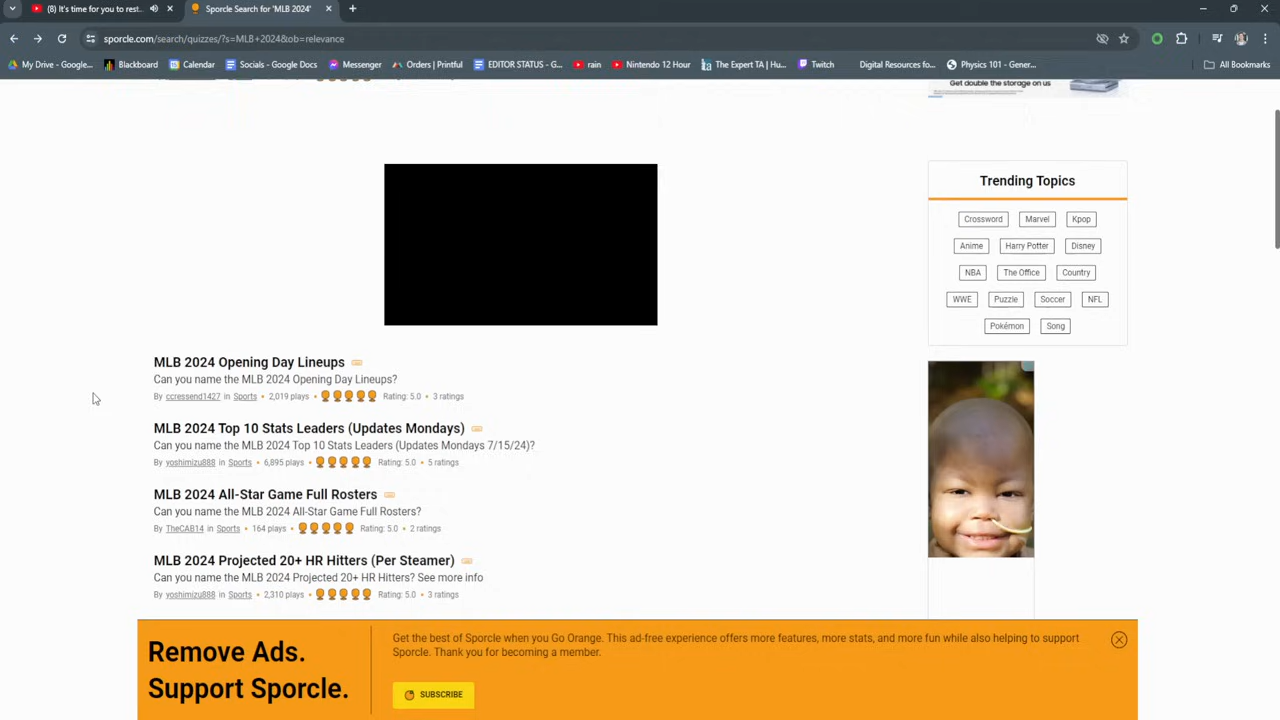 (8) It's time for you to rest...
Sporcle Search for 'MLB 2024'
sporcle.com/search/quizzes/?s=MLB+2024&ob=relevance
My Drive - Google...
Blackboard
Calendar
Socials - Google Docs
Messenger
Orders | Printful
EDITOR STATUS - G...
rain
Nintendo 12 Hour
The Expert TA | Hu...
Twitch
Digital Resources fo...
Physics 101 - Gener...
All Bookmarks
Get double the storage on us
Trending Topics
Crossword
Marvel
Kpop
Anime
Harry Potter
Disney
NBA
The Office
Country
WWE
Puzzle
Soccer
NFL
Pokémon
Song
MLB 2024 Opening Day Lineups
Can you name the MLB 2024 Opening Day Lineups?
By ccressend1427 in Sports • 2,019 plays • Rating: 5.0 • 3 ratings
MLB 2024 Top 10 Stats Leaders (Updates Mondays)
Can you name the MLB 2024 Top 10 Stats Leaders (Updates Mondays 7/15/24)?
By yoshimizu888 in Sports • 6,895 plays • Rating: 5.0 • 5 ratings
MLB 2024 All-Star Game Full Rosters
Can you name the MLB 2024 All-Star Game Full Rosters?
By TheCAB14 in Sports • 164 plays • Rating: 5.0 • 2 ratings
MLB 2024 Projected 20+ HR Hitters (Per Steamer)
Can you name the MLB 2024 Projected 20+ HR Hitters? See more info
By yoshimizu888 in Sports • 2,310 plays • Rating: 5.0 • 3 ratings
Remove Ads.
Support Sporcle.
Get the best of Sporcle when you Go Orange. This ad-free experience offers more features, more stats, and more fun while also helping to support
Sporcle. Thank you for becoming a member.
SUBSCRIBE